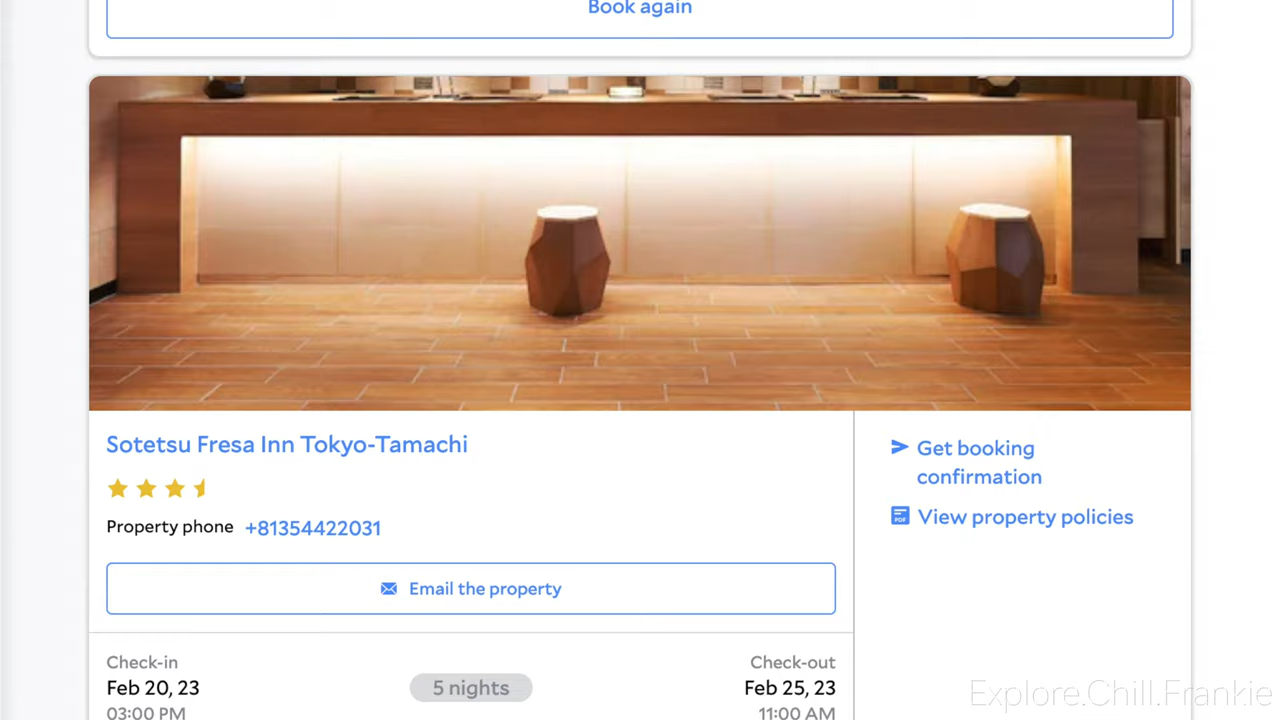 Book again
Sotetsu Fresa Inn Tokyo-Tamachi
Property phone +81354422031
Email the property
Get booking
confirmation
View property policies
Check-in
Feb 20, 23
03:00 PM
5 nights
Check-out
Feb 25, 23
11:00 AM
Explore.Chill.Frankie